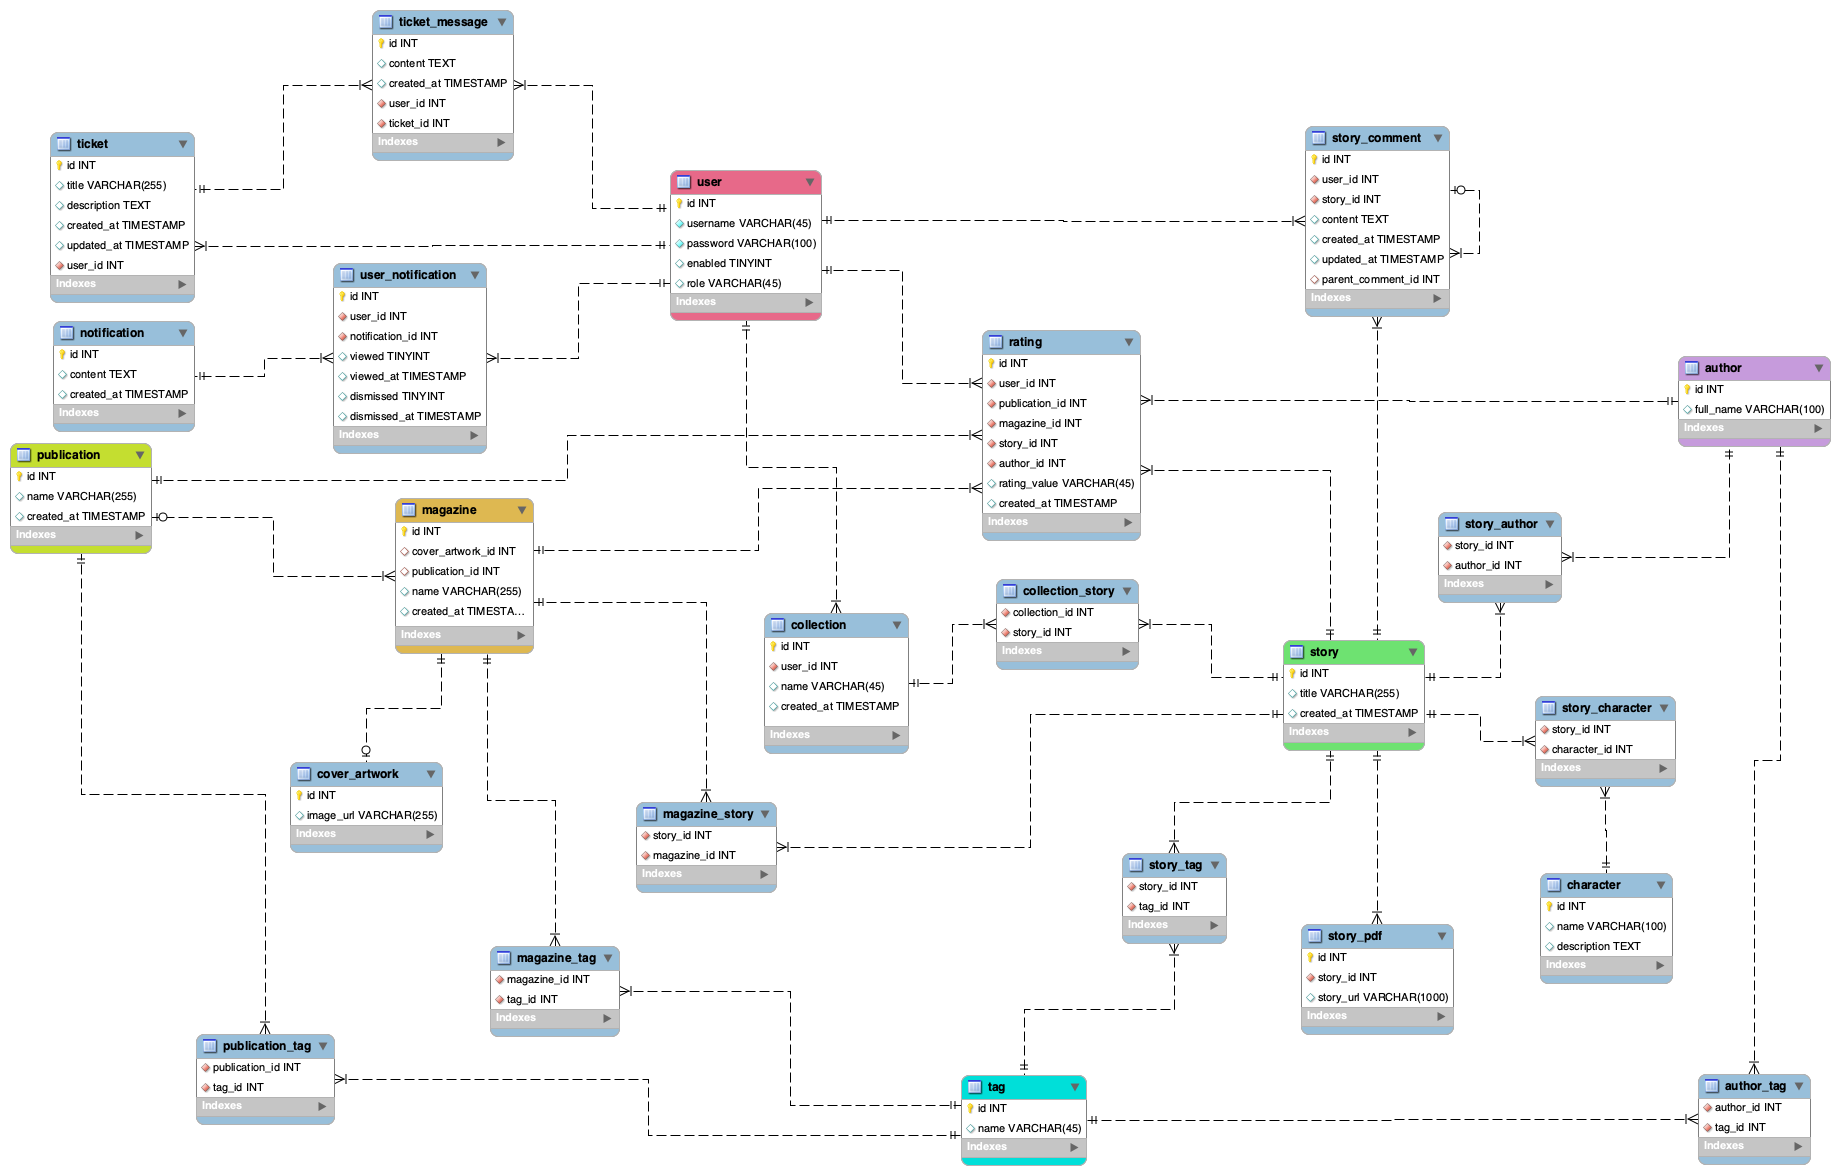 ticket_message
id INT
content TEXT
created_at TIMESTAMP
user_id INT
ticket_id INT
Indexes
ticket
id INT
title VARCHAR(255)
description TEXT
created_at TIMESTAMP
updated_at TIMESTAMP
user_id INT
Indexes
story_comment
id INT
user_id INT
story_id INT
content TEXT
created_at TIMESTAMP
updated_at TIMESTAMP
parent_comment_id INT
Indexes
user
id INT
username VARCHAR(45)
password VARCHAR(100)
enabled TINYINT
role VARCHAR(45)
Indexes
user_notification
id INT
user_id INT
notification_id INT
viewed TINYINT
viewed_at TIMESTAMP
dismissed TINYINT
dismissed_at TIMESTAMP
Indexes
notification
id INT
content TEXT
created_at TIMESTAMP
Indexes
rating
id INT
user_id INT
publication_id INT
magazine_id INT
story_id INT
author_id INT
rating_value VARCHAR(45)
created_at TIMESTAMP
Indexes
author
id INT
full_name VARCHAR(100)
Indexes
publication
id INT
name VARCHAR(255)
created_at TIMESTAMP
Indexes
magazine
id INT
cover_artwork_id INT
publication_id INT
name VARCHAR(255)
created_at TIMESTA...
Indexes
story_author
story_id INT
author_id INT
Indexes
collection_story
collection_id INT
story_id INT
Indexes
collection
id INT
user_id INT
name VARCHAR(45)
created_at TIMESTAMP
Indexes
story
id INT
title VARCHAR(255)
created_at TIMESTAMP
Indexes
story_character
story_id INT
character_id INT
Indexes
cover_artwork
id INT
image_url VARCHAR(255)
Indexes
magazine_story
story_id INT
magazine_id INT
Indexes
story_tag
story_id INT
tag_id INT
Indexes
character
id INT
name VARCHAR(100)
description TEXT
Indexes
story_pdf
id INT
story_id INT
story_url VARCHAR(1000)
Indexes
magazine_tag
magazine_id INT
tag_id INT
Indexes
publication_tag
publication_id INT
tag_id INT
Indexes
tag
id INT
name VARCHAR(45)
Indexes
author_tag
author_id INT
tag_id INT
Indexes